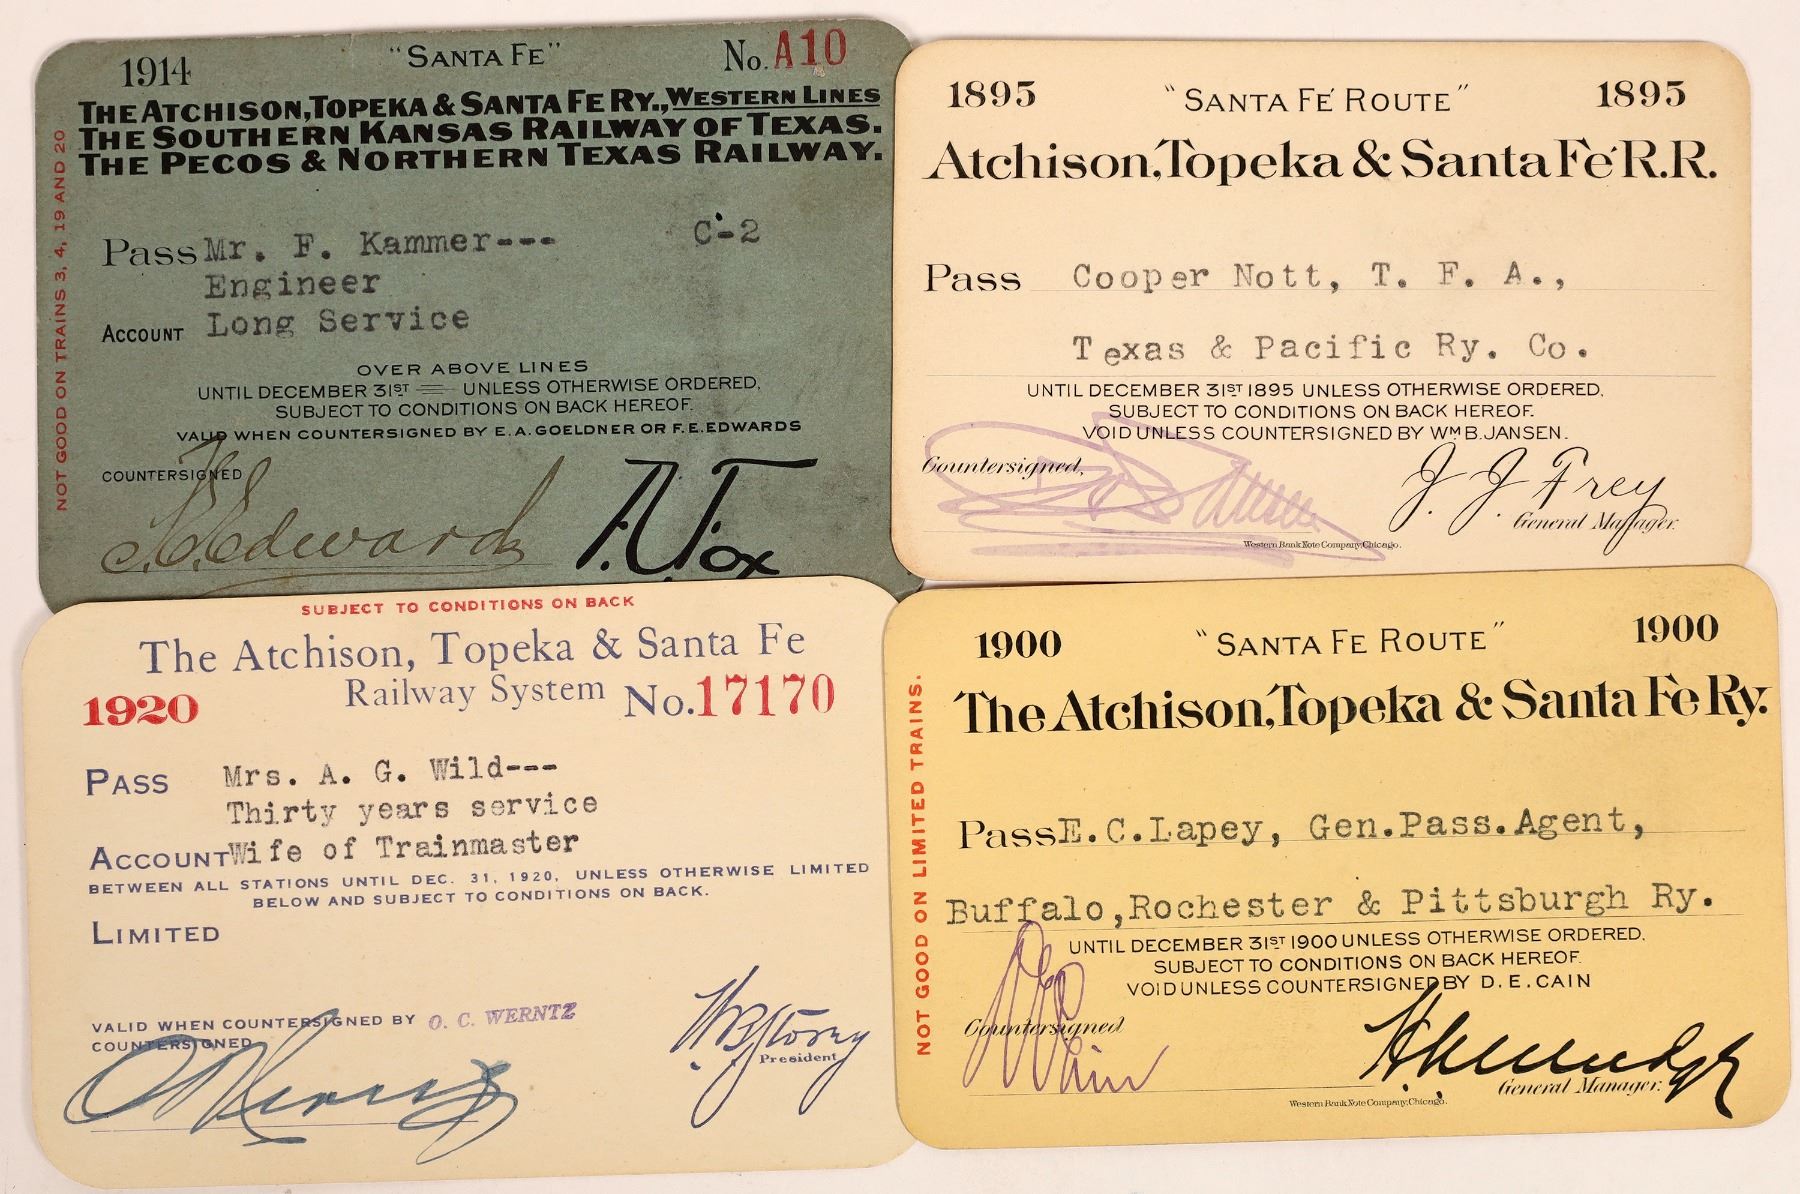 1914 "SANTA FE" No. A10
THE ATCHISON, TOPEKA & SANTA FE RY., WESTERN LINES
THE SOUTHERN KANSAS RAILWAY OF TEXAS.
THE PECOS & NORTHERN TEXAS RAILWAY.
NOT GOOD ON TRAINS 3, 4, 19 AND 20
Pass Mr. F. Kammer--- C-2
Engineer
ACCOUNT Long Service
OVER ABOVE LINES
UNTIL DECEMBER 31ST UNLESS OTHERWISE ORDERED,
SUBJECT TO CONDITIONS ON BACK HEREOF.
VALID WHEN COUNTERSIGNED BY E. A. GOELDNER OR F. E. EDWARDS
COUNTERSIGNED
F. E. Edwards
1895 "SANTA FÉ ROUTE" 1895
Atchison, Topeka & Santa Fé R.R.
Pass Cooper Nott, T. F. A.,
Texas & Pacific Ry. Co.
UNTIL DECEMBER 31ST 1895 UNLESS OTHERWISE ORDERED,
SUBJECT TO CONDITIONS ON BACK HEREOF.
VOID UNLESS COUNTERSIGNED BY WM B. JANSEN.
Countersigned,
J. J. Frey
General Manager.
Western Bank Note Company, Chicago.
SUBJECT TO CONDITIONS ON BACK
The Atchison, Topeka & Santa Fe
Railway System
1920 No. 17170
PASS Mrs. A. G. Wild---
Thirty years service
ACCOUNT Wife of Trainmaster
BETWEEN ALL STATIONS UNTIL DEC. 31, 1920, UNLESS OTHERWISE LIMITED
BELOW AND SUBJECT TO CONDITIONS ON BACK.
LIMITED
VALID WHEN COUNTERSIGNED BY O. C. WERNTZ
COUNTERSIGNED
W. B. Storey
President
1900 "SANTA FE ROUTE" 1900
The Atchison, Topeka & Santa Fe Ry.
NOT GOOD ON LIMITED TRAINS.
Pass E.C.Lapey, Gen.Pass.Agent,
Buffalo,Rochester & Pittsburgh Ry.
UNTIL DECEMBER 31ST 1900 UNLESS OTHERWISE ORDERED,
SUBJECT TO CONDITIONS ON BACK HEREOF.
VOID UNLESS COUNTERSIGNED BY D. E. CAIN
Countersigned
D E Cain
General Manager.
Western Bank Note Company, Chicago.